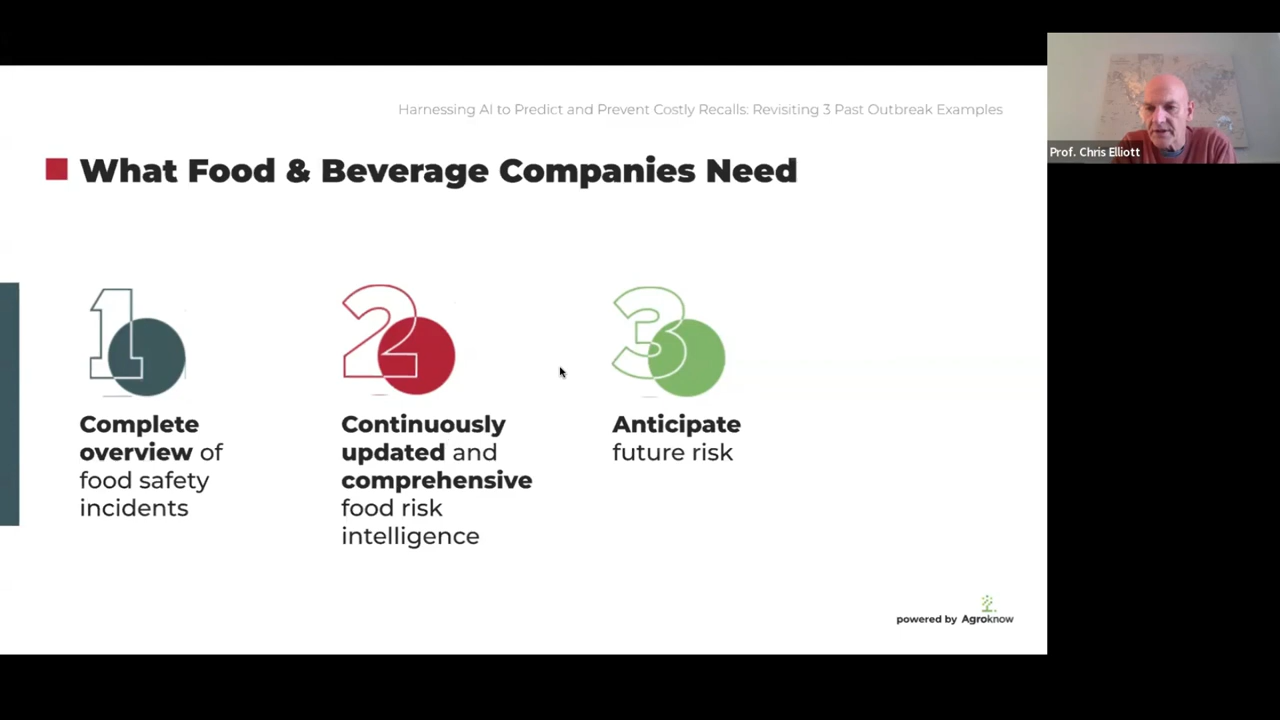 Harnessing AI to Predict and Prevent Costly Recalls: Revisiting 3 Past Outbreak Examples
Prof. Chris Elliott
What Food & Beverage Companies Need
1
Complete
overview of
food safety
incidents
2
Continuously
updated and
comprehensive
food risk
intelligence
3
Anticipate
future risk
powered by Agroknow